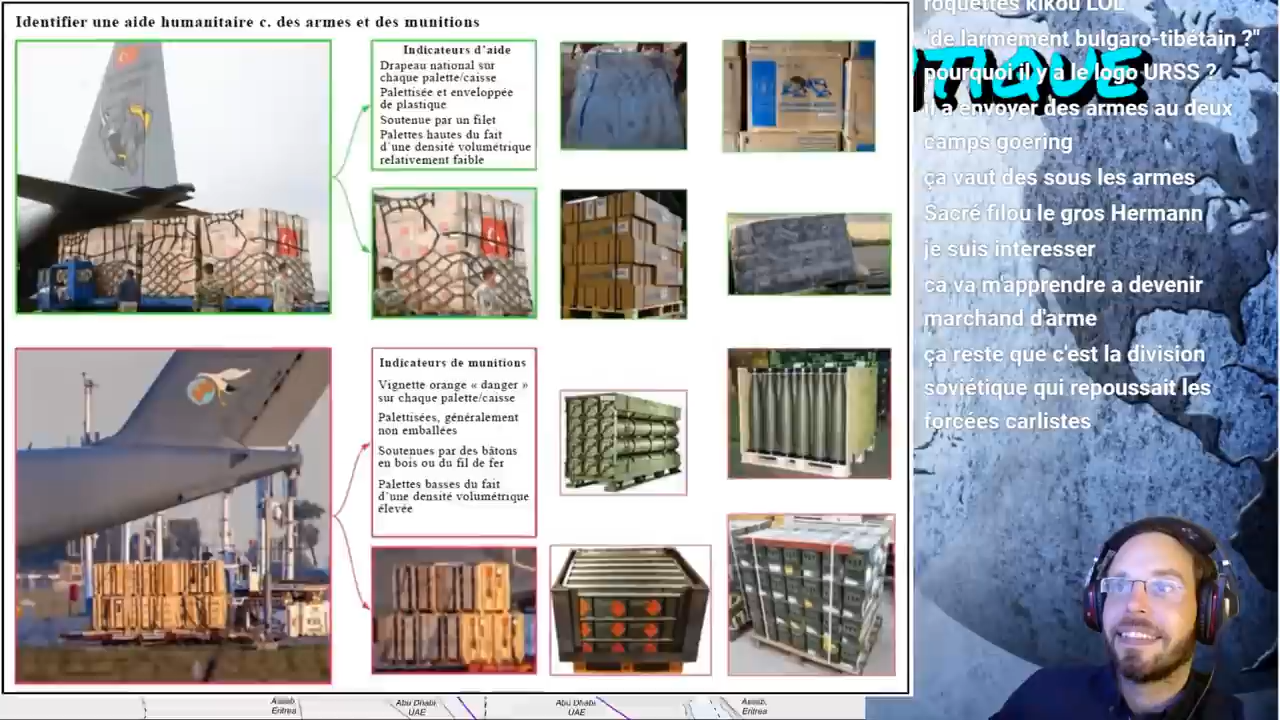 Identifier une aide humanitaire c. des armes et des munitions
Indicateurs d'aide
Drapeau national sur
chaque palette/caisse
Palettisée et enveloppée
de plastique
Soutenue par un filet
Palettes hautes du fait
d'une densité volumétrique
relativement faible
Indicateurs de munitions
Vignette orange « danger »
sur chaque palette/caisse
Palettisées, généralement
non emballées
Soutenues par des bâtons
en bois ou du fil de fer
Palettes basses du fait
d'une densité volumétrique
élevée
Assab,
Eritrea
Abu Dhabi,
UAE
Abu Dhabi,
UAE
Assab,
Eritrea
TIQUE
roquettes kikou LOL
"de larmement bulgaro-tibétain ?"
pourquoi il y a le logo URSS ?
il a envoyer des armes au deux
camps goering
ça vaut des sous les armes
Sacré filou le gros Hermann
je suis interesser
ca va m'apprendre a devenir
marchand d'arme
ça reste que c'est la division
soviétique qui repoussait les
forcées carlistes